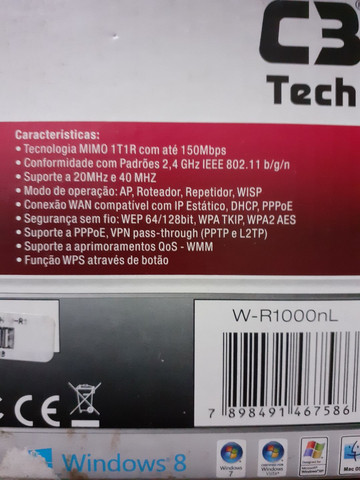 C3
Tech
Características:
• Tecnologia MIMO 1T1R com até 150Mbps
• Conformidade com Padrões 2,4 GHz IEEE 802.11 b/g/n
• Suporte a 20MHz e 40 MHZ
• Modo de operação: AP, Roteador, Repetidor, WISP
• Conexão WAN compatível com IP Estático, DHCP, PPPoE
• Segurança sem fio: WEP 64/128bit, WPA TKIP, WPA2 AES
• Suporte a PPPoE, VPN pass-through (PPTP e L2TP)
• Suporte a aprimoramentos QoS - WMM
• Função WPS através de botão
W-R1000nL
7 898491 467586
CE
Windows 8
Windows 7
Mac OS